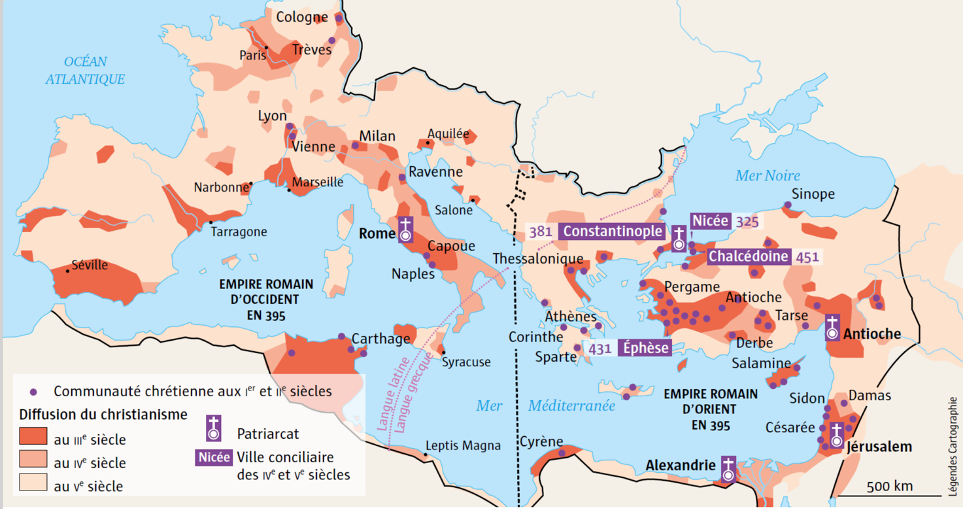 Cologne
Paris
Trèves
OCÉAN
ATLANTIQUE
Lyon
Vienne
Milan
Aquilée
Ravenne
Narbonne
Marseille
Salone
Tarragone
Rome
Capoue
Naples
Séville
EMPIRE ROMAIN
D'OCCIDENT
EN 395
Carthage
Syracuse
Langue latine
Langue grecque
Leptis Magna
Mer Méditerranée
Mer Noire
Sinope
Nicée 325
381 Constantinople
Chalcédoine 451
Thessalonique
Pergame
Antioche
Athènes
Tarse
Corinthe
Antioche
Sparte
431 Éphèse
Derbe
Salamine
EMPIRE ROMAIN
D'ORIENT
EN 395
Sidon
Damas
Césarée
Jérusalem
Cyrène
Alexandrie
500 km
Légendes Cartographie
Communauté chrétienne aux Ier et IIe siècles
Diffusion du christianisme
au IIIe siècle
au IVe siècle
au Ve siècle
Patriarcat
Nicée Ville conciliaire
des IVe et Ve siècles